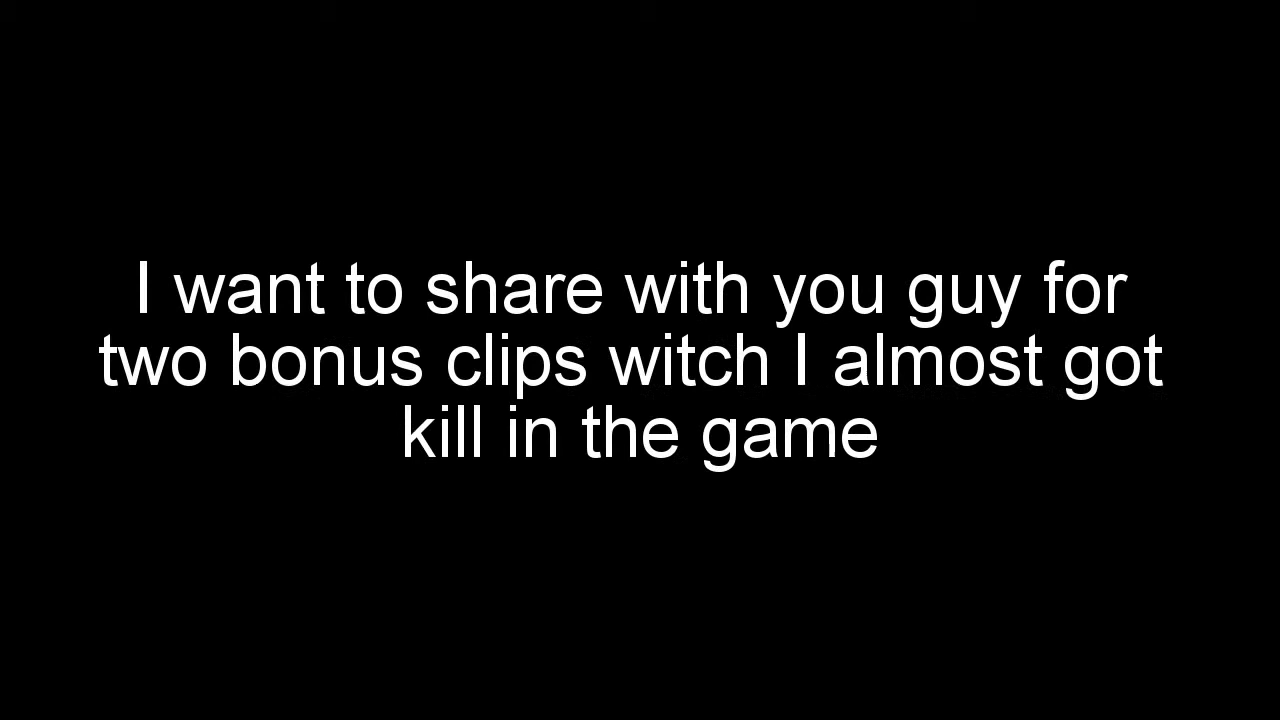 I want to share with you guy for
two bonus clips witch I almost got
kill in the game